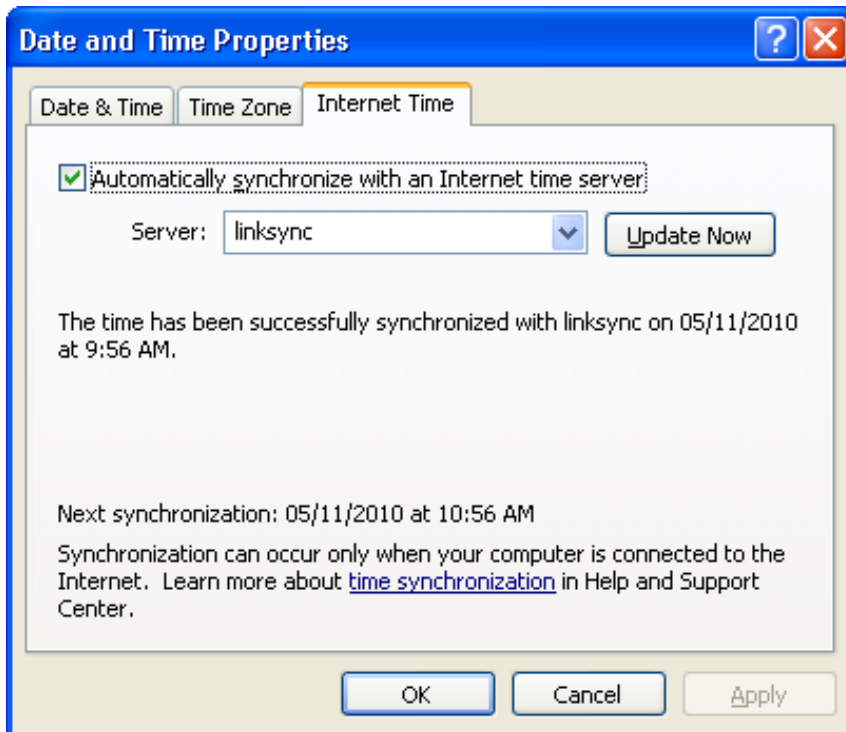 Date and Time Properties
Date & Time
Time Zone
Internet Time
Automatically synchronize with an Internet time server
Server:
linksync
Update Now
The time has been successfully synchronized with linksync on 05/11/2010
at 9:56 AM.
Next synchronization: 05/11/2010 at 10:56 AM
Synchronization can occur only when your computer is connected to the
Internet.  Learn more about time synchronization in Help and Support
Center.
OK
Cancel
Apply